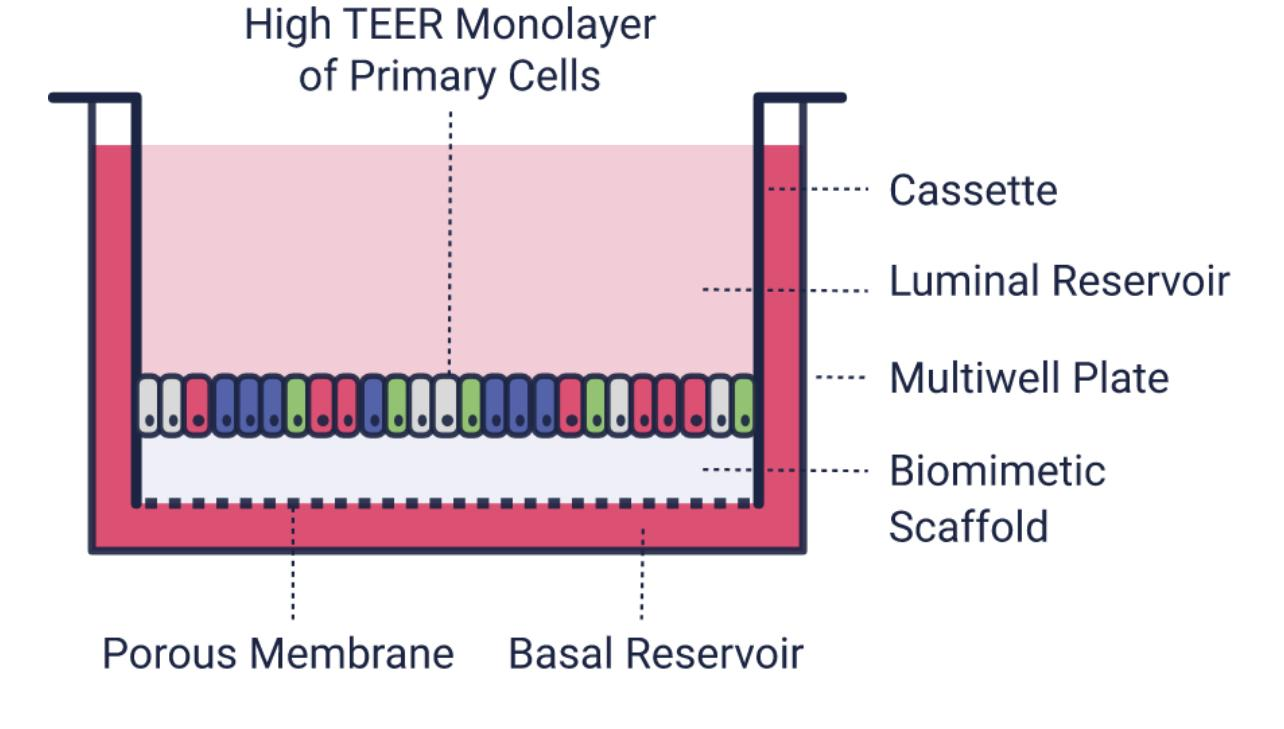 High TEER Monolayer
of Primary Cells
Cassette
Luminal Reservoir
Multiwell Plate
Biomimetic
Scaffold
Porous Membrane
Basal Reservoir